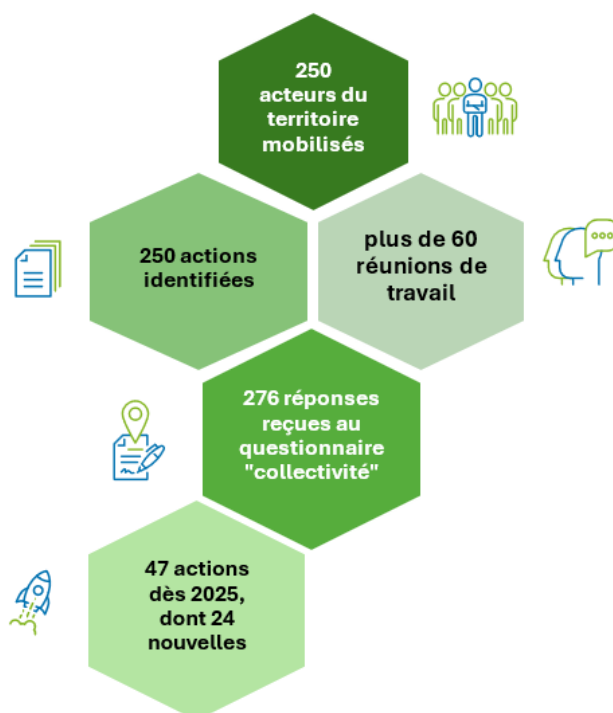 250
acteurs du
territoire
mobilisés
250 actions
identifiées
plus de 60
réunions de
travail
276 réponses
reçues au
questionnaire
"collectivité"
47 actions
dès 2025,
dont 24
nouvelles